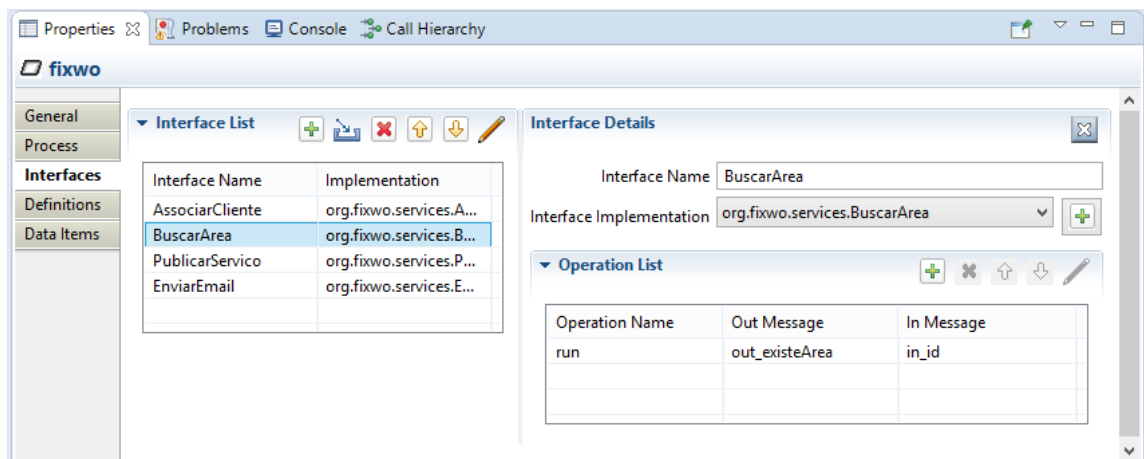 Properties Problems Console Call Hierarchy
fixwo
General
Process
Interfaces
Definitions
Data Items
Interface List
Interface Name Implementation
AssociarCliente org.fixwo.services.A...
BuscarArea org.fixwo.services.B...
PublicarServico org.fixwo.services.P...
EnviarEmail org.fixwo.services.E...
Interface Details
Interface Name BuscarArea
Interface Implementation org.fixwo.services.BuscarArea
Operation List
Operation Name Out Message In Message
run out_existeArea in_id